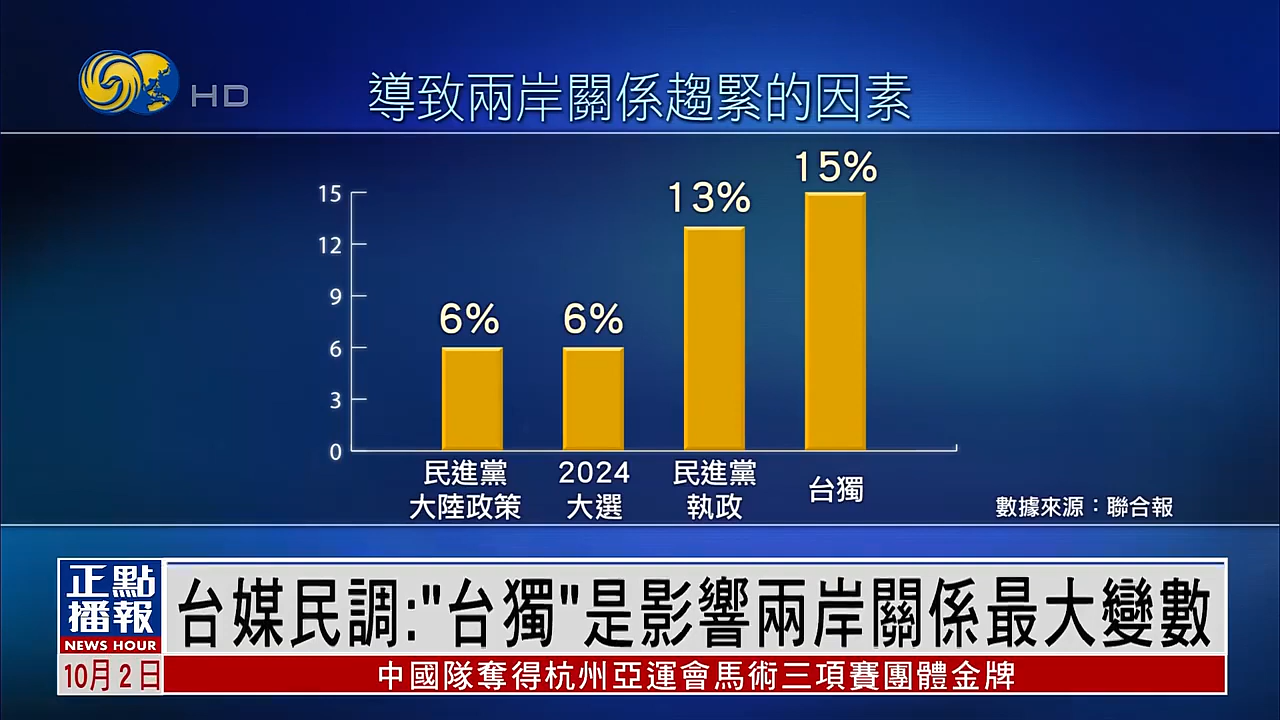 HD
導致兩岸關係趨緊的因素
15
12
9
6
3
0
6%
6%
13%
15%
民進黨
大陸政策
2024
大選
民進黨
執政
台獨
數據來源：聯合報
正點
播報
NEWS HOUR
台媒民調:"台獨"是影響兩岸關係最大變數
10月2日
中國隊奪得杭州亞運會馬術三項賽團體金牌